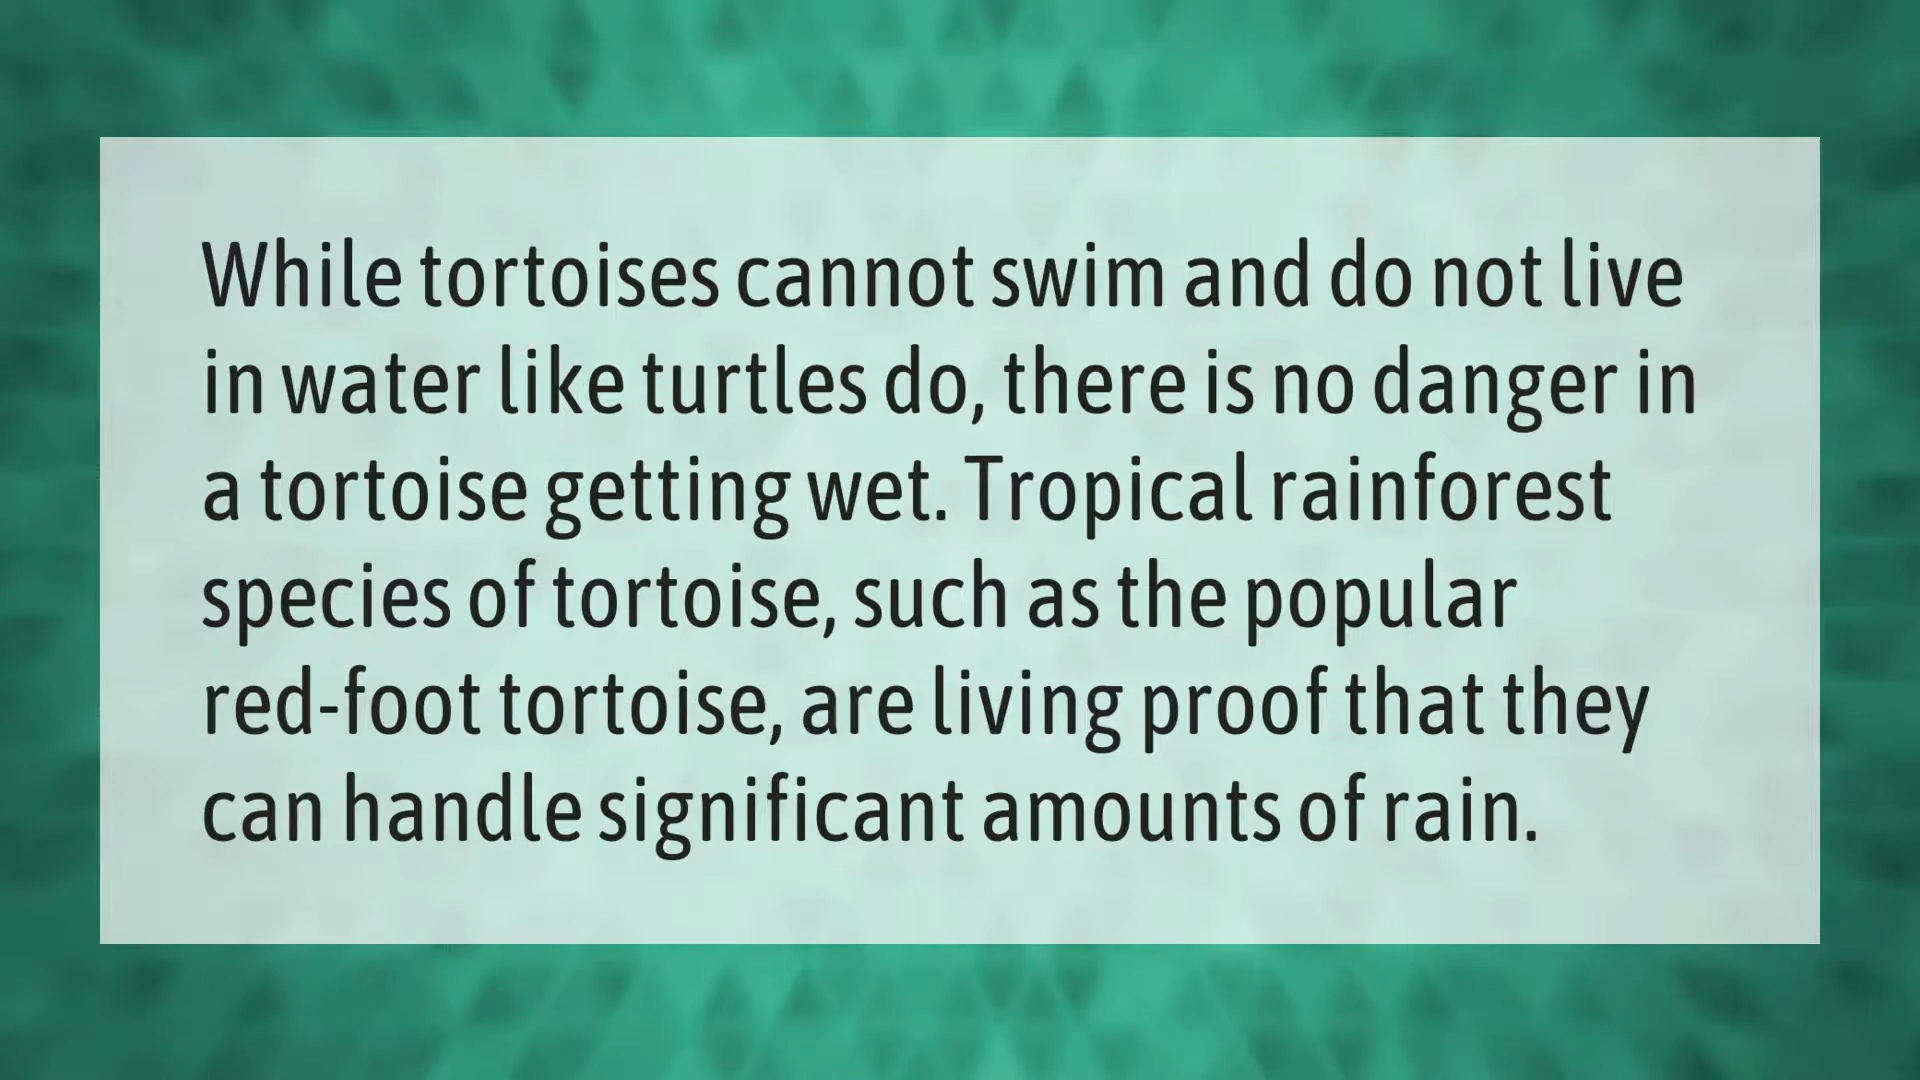 While tortoises cannot swim and do not live
in water like turtles do, there is no danger in
a tortoise getting wet. Tropical rainforest
species of tortoise, such as the popular
red-foot tortoise, are living proof that they
can handle significant amounts of rain.